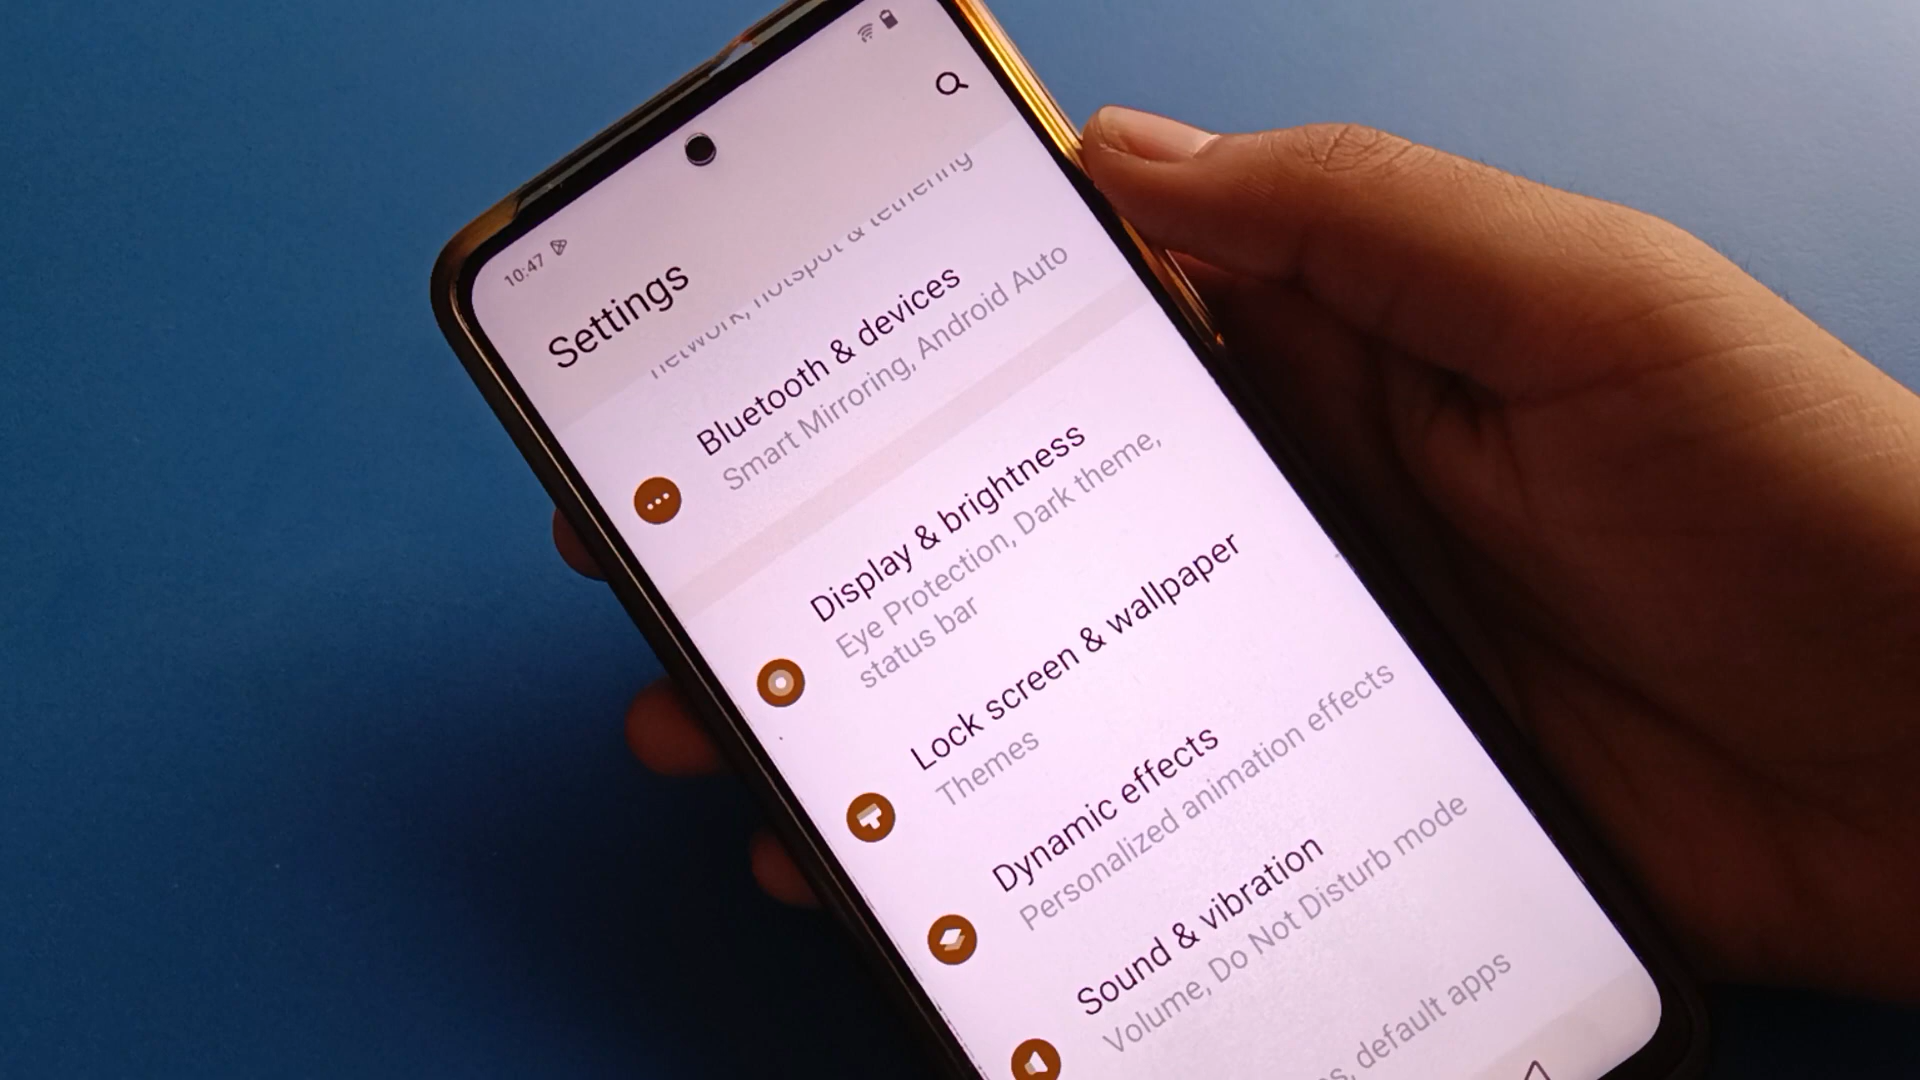 10:47
Settings
network, hotspot & tethering
Bluetooth & devices
Smart Mirroring, Android Auto
Display & brightness
Eye Protection, Dark theme,
status bar
Lock screen & wallpaper
Themes
Dynamic effects
Personalized animation effects
Sound & vibration
Volume, Do Not Disturb mode
default apps